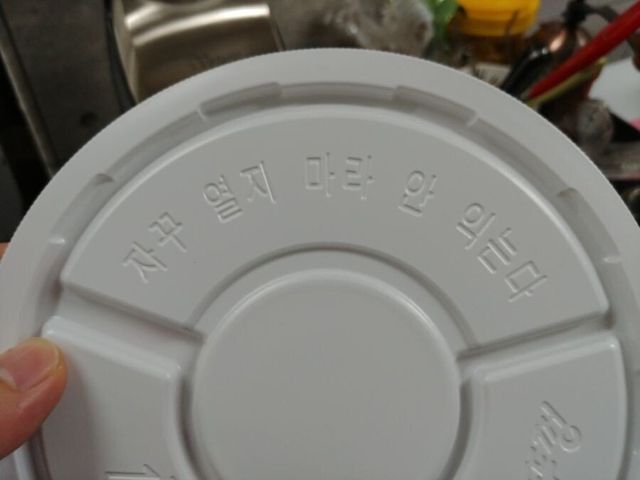 자꾸 열지 마라 안 익는다